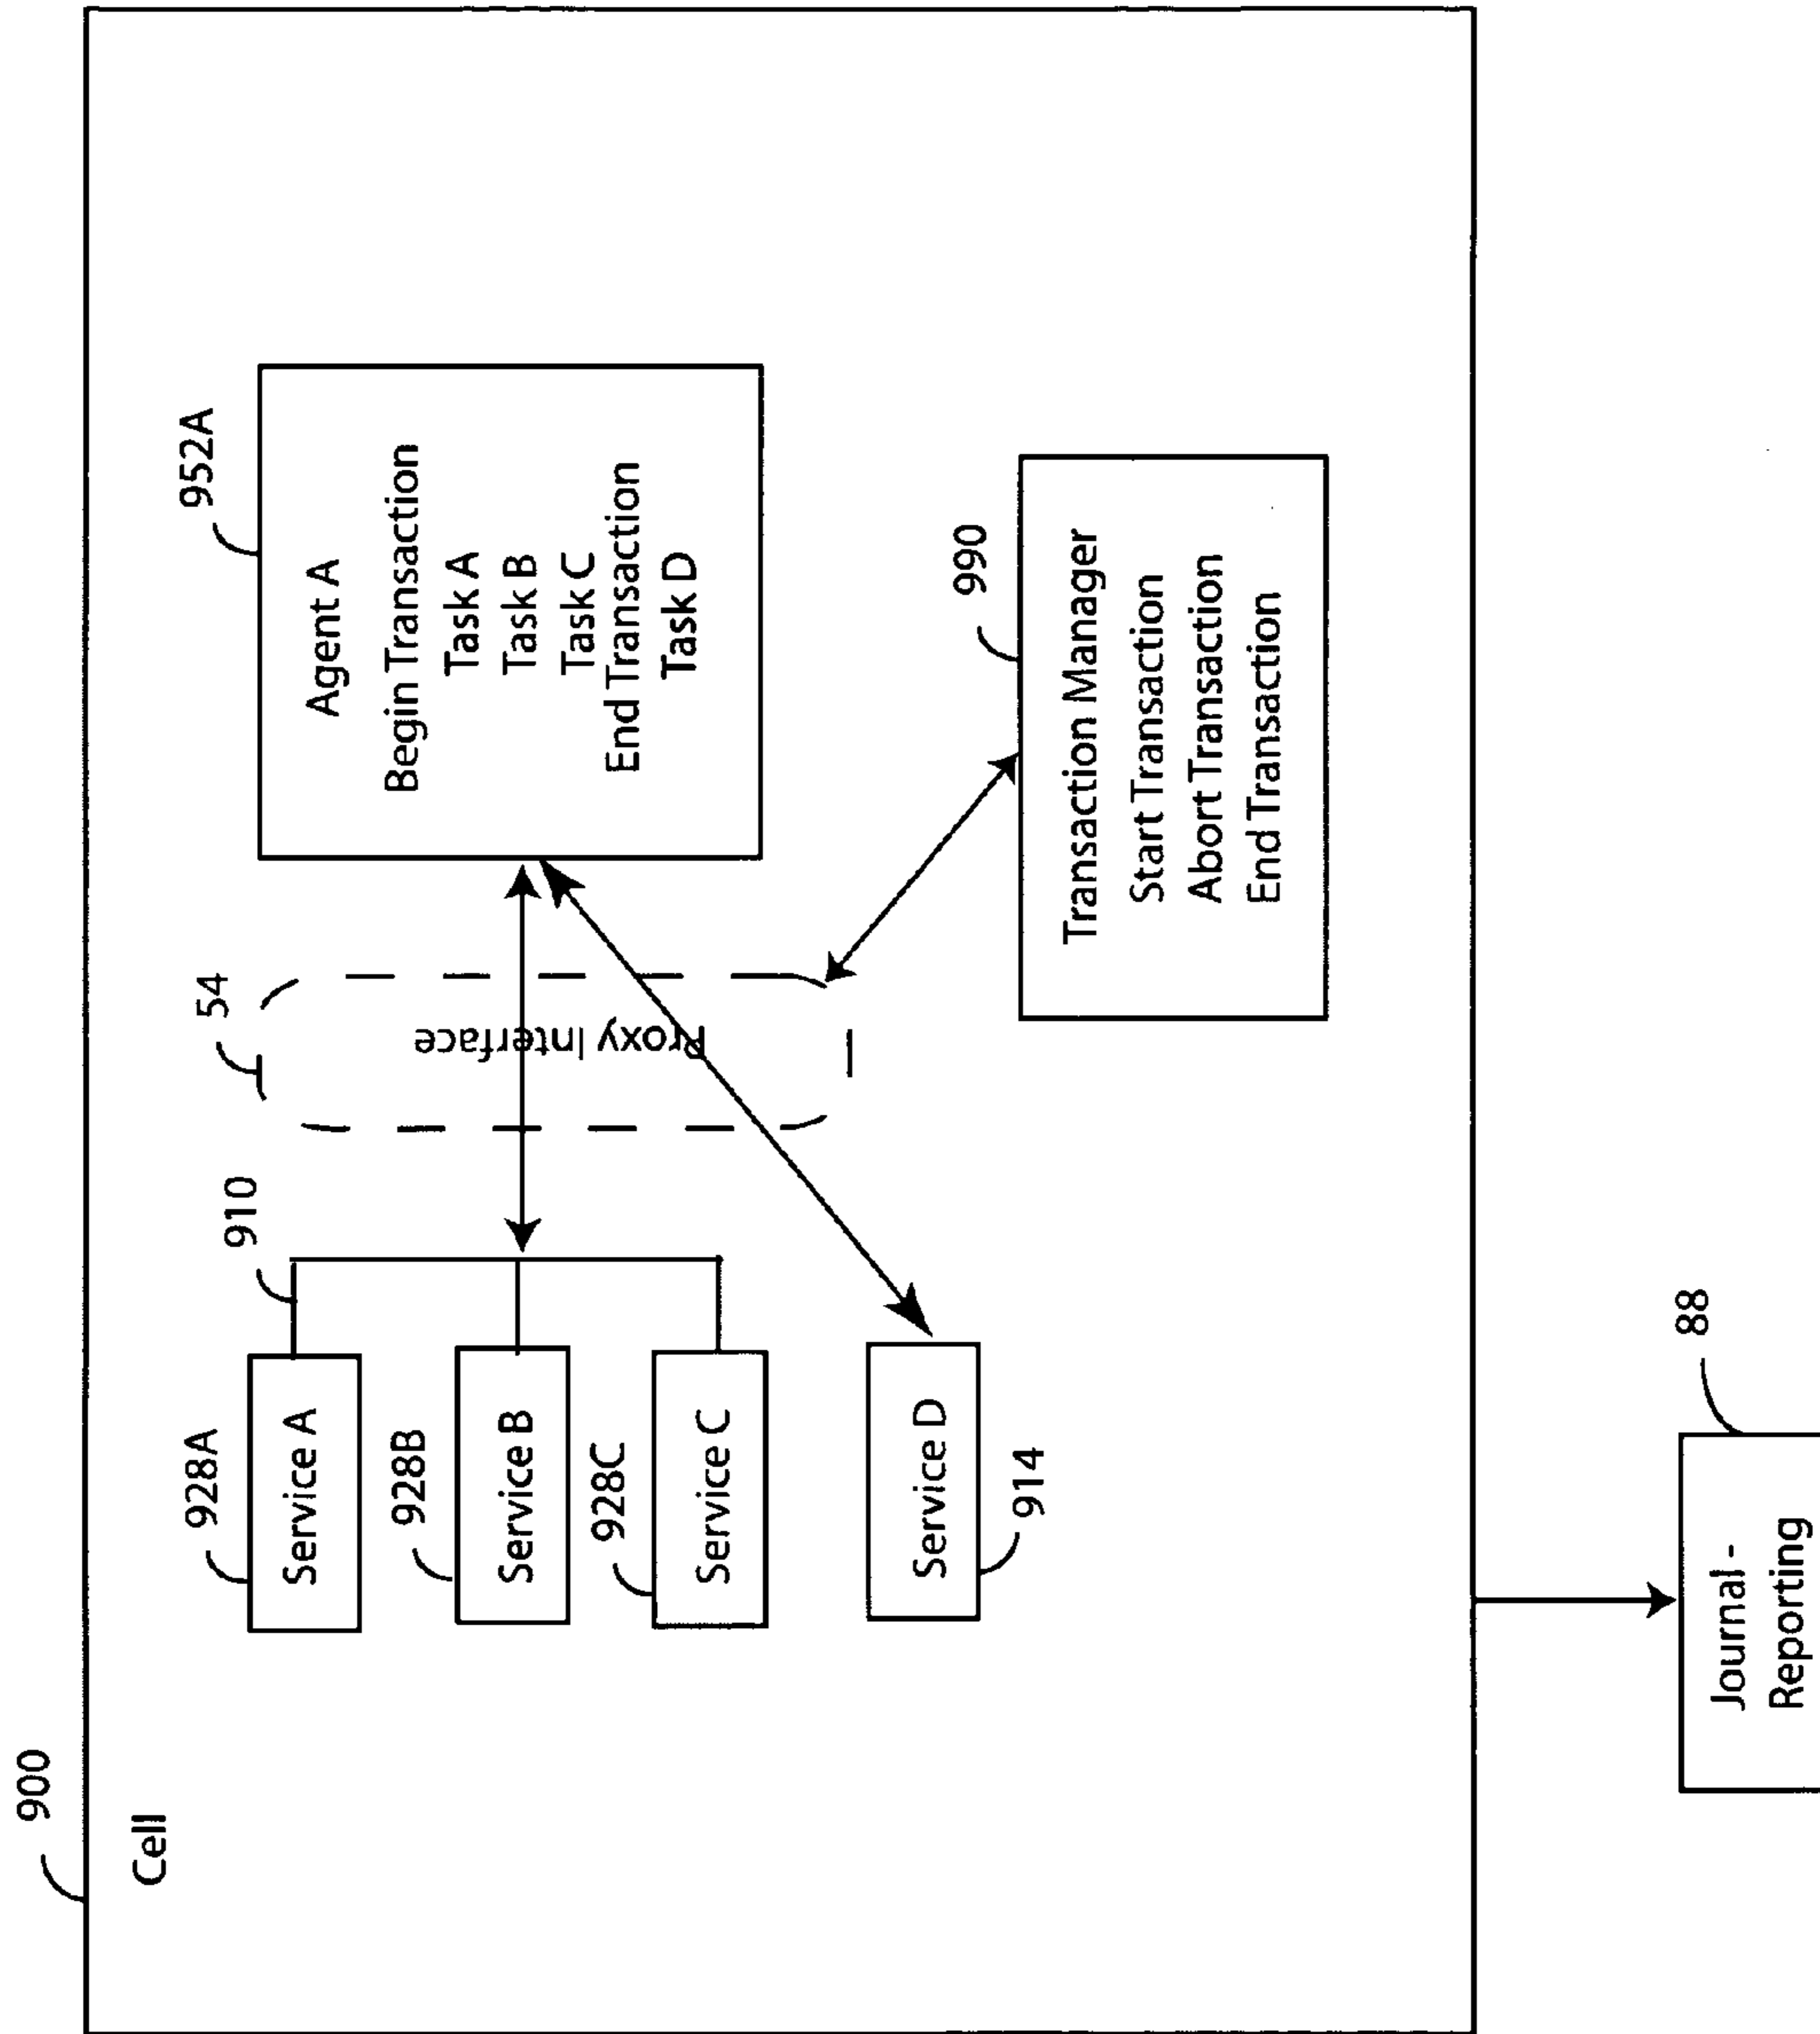 900
Cell
928A
Service A
928B
Service B
928C
Service C
Service D
914
910
54
Proxy Interface
952A
Agent A
Begin Transaction
Task A
Task B
Task C
End Transaction
Task D
990
Transaction Manager
Start Transaction
Abort Transaction
End Transaction
88
Journal -
Reporting